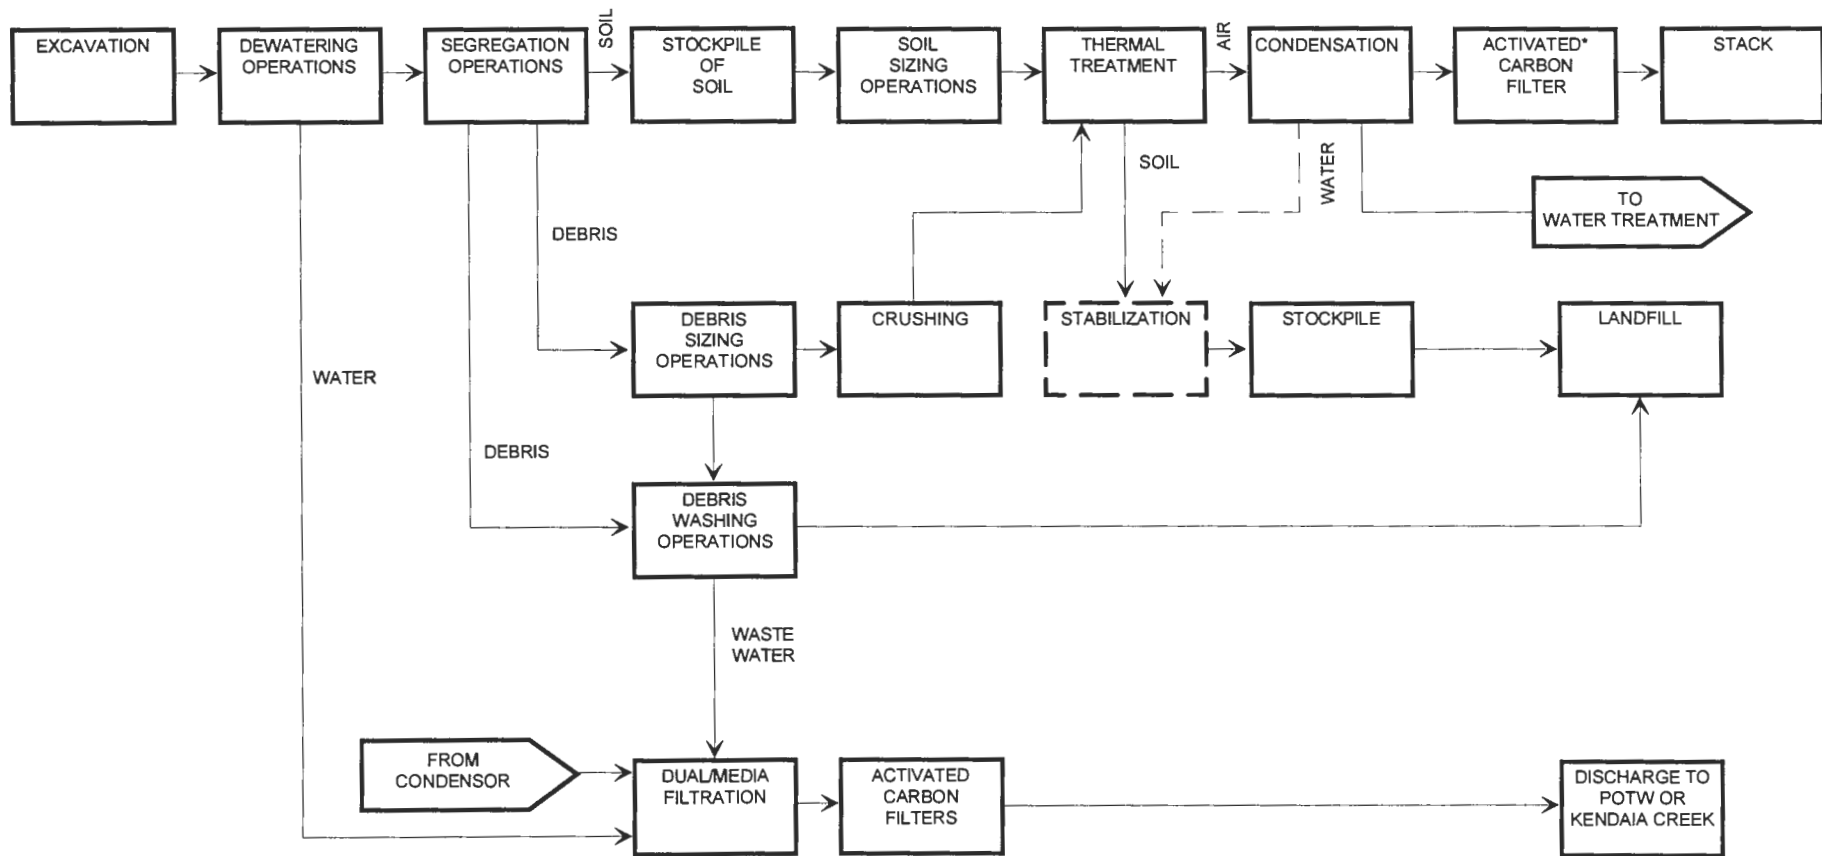 EXCAVATION
DEWATERING
OPERATIONS
SEGREGATION
OPERATIONS
SOIL
STOCKPILE
OF
SOIL
SOIL
SIZING
OPERATIONS
THERMAL
TREATMENT
AIR
CONDENSATION
ACTIVATED*
CARBON
FILTER
STACK
SOIL
WATER
TO
WATER TREATMENT
DEBRIS
DEBRIS
SIZING
OPERATIONS
CRUSHING
STABILIZATION
STOCKPILE
LANDFILL
WATER
DEBRIS
DEBRIS
WASHING
OPERATIONS
WASTE
WATER
FROM
CONDENSOR
DUAL/MEDIA
FILTRATION
ACTIVATED
CARBON
FILTERS
DISCHARGE TO
POTW OR
KENDAIA CREEK